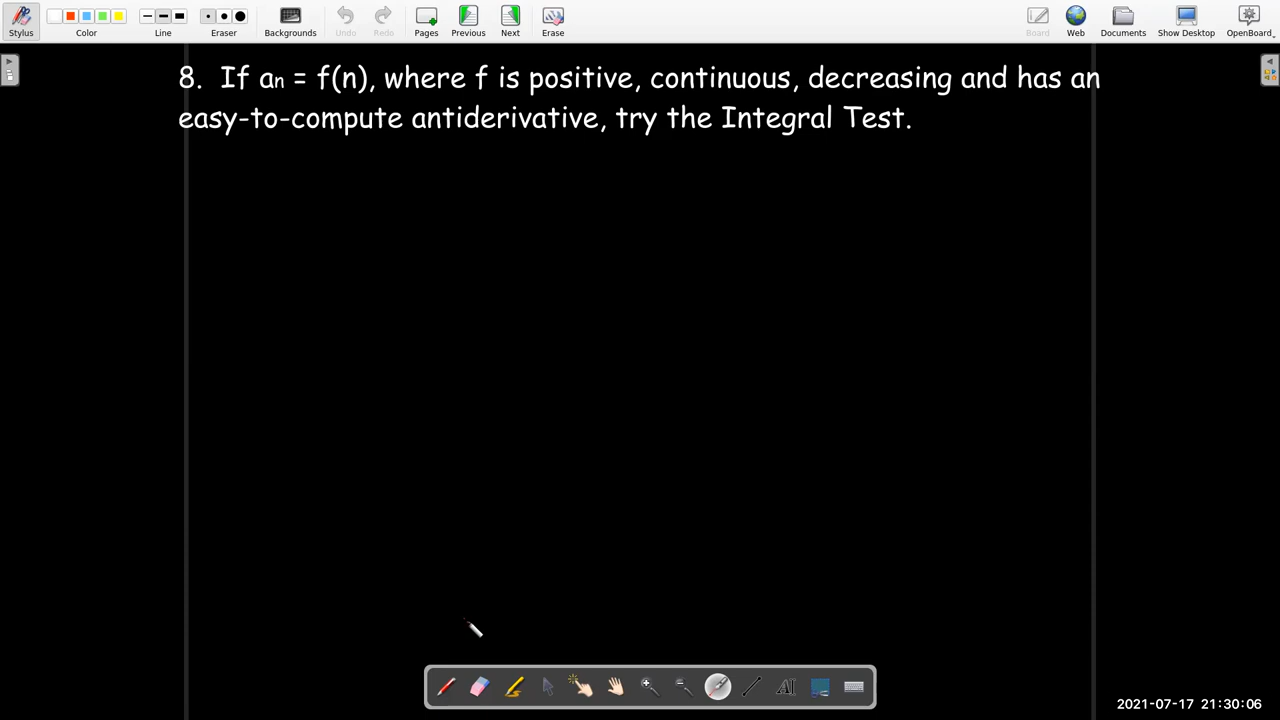 Stylus Color Line Eraser Backgrounds Undo Redo Pages Previous Next Erase Board Web Documents Show Desktop OpenBoard
8. If an = f(n), where f is positive, continuous, decreasing and has an
easy-to-compute antiderivative, try the Integral Test.
AI
2021-07-17 21:30:06